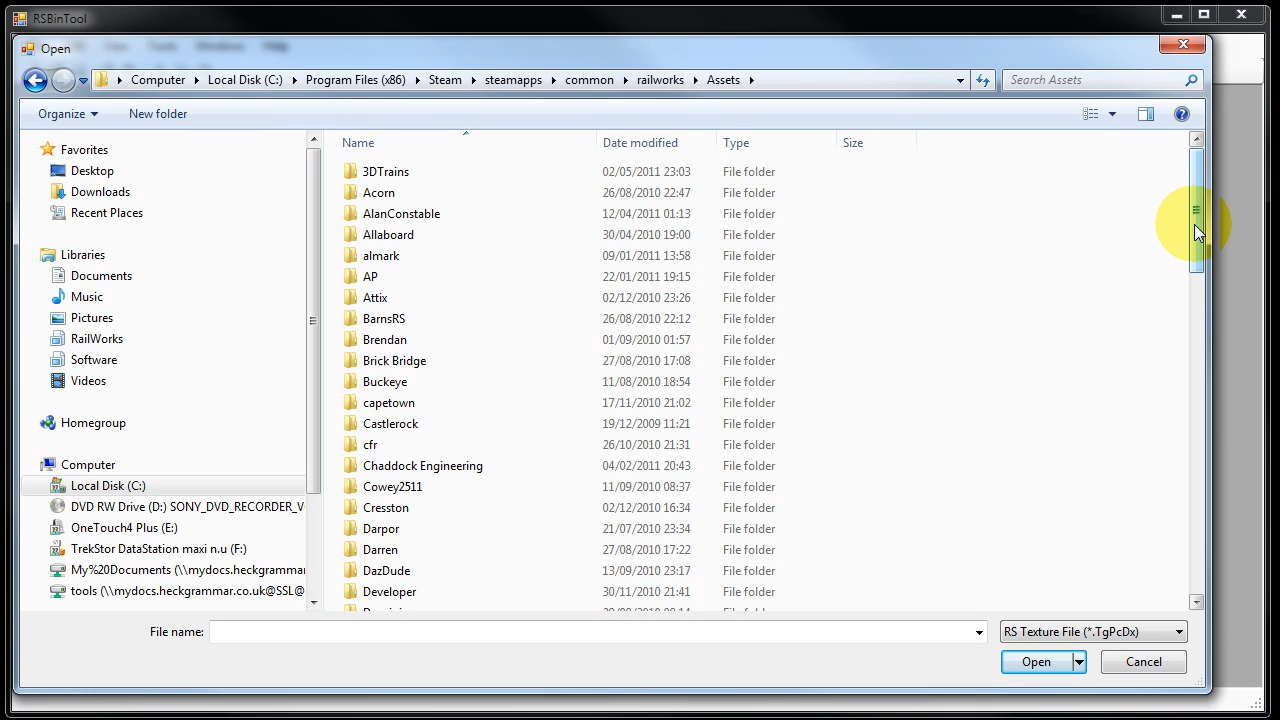 RSBinTool
Open
Computer Local Disk (C:) Program Files (x86) Steam steamapps common railworks Assets
Search Assets
Organize New folder
Favorites
Desktop
Downloads
Recent Places
Libraries
Documents
Music
Pictures
RailWorks
Software
Videos
Homegroup
Computer
Local Disk (C:)
DVD RW Drive (D:) SONY_DVD_RECORDER_V
OneTouch4 Plus (E:)
TrekStor DataStation maxi n.u (F:)
My%20Documents (\\mydocs.heckgrammar
tools (\\mydocs.heckgrammar.co.uk@SSL@
Name Date modified Type Size
3DTrains 02/05/2011 23:03 File folder
Acorn 26/08/2010 22:47 File folder
AlanConstable 12/04/2011 01:13 File folder
Allaboard 30/04/2010 19:00 File folder
almark 09/01/2011 13:58 File folder
AP 22/01/2011 19:15 File folder
Attix 02/12/2010 23:26 File folder
BarnsRS 26/08/2010 22:12 File folder
Brendan 01/09/2010 01:57 File folder
Brick Bridge 27/08/2010 17:08 File folder
Buckeye 11/08/2010 18:54 File folder
capetown 17/11/2010 21:02 File folder
Castlerock 19/12/2009 11:21 File folder
cfr 26/10/2010 21:31 File folder
Chaddock Engineering 04/02/2011 20:43 File folder
Cowey2511 11/09/2010 08:37 File folder
Cresston 02/12/2010 16:34 File folder
Darpor 21/07/2010 23:34 File folder
Darren 27/08/2010 17:22 File folder
DazDude 13/09/2010 23:17 File folder
Developer 30/11/2010 21:41 File folder
File name:
RS Texture File (*.TgPcDx)
Open Cancel